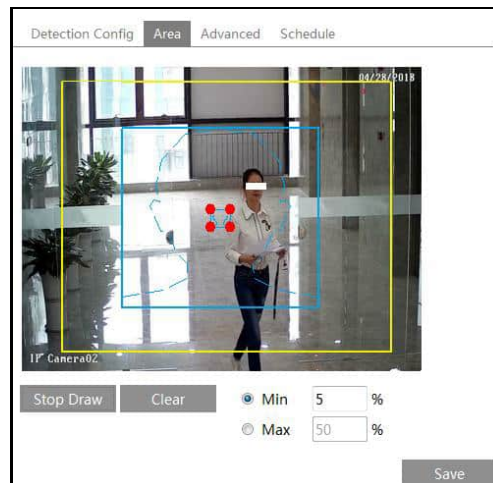 Detection Config Area Advanced Schedule
04/28/2018
IP Camera02
Stop Draw Clear Min 5 %
Max 50 %
Save